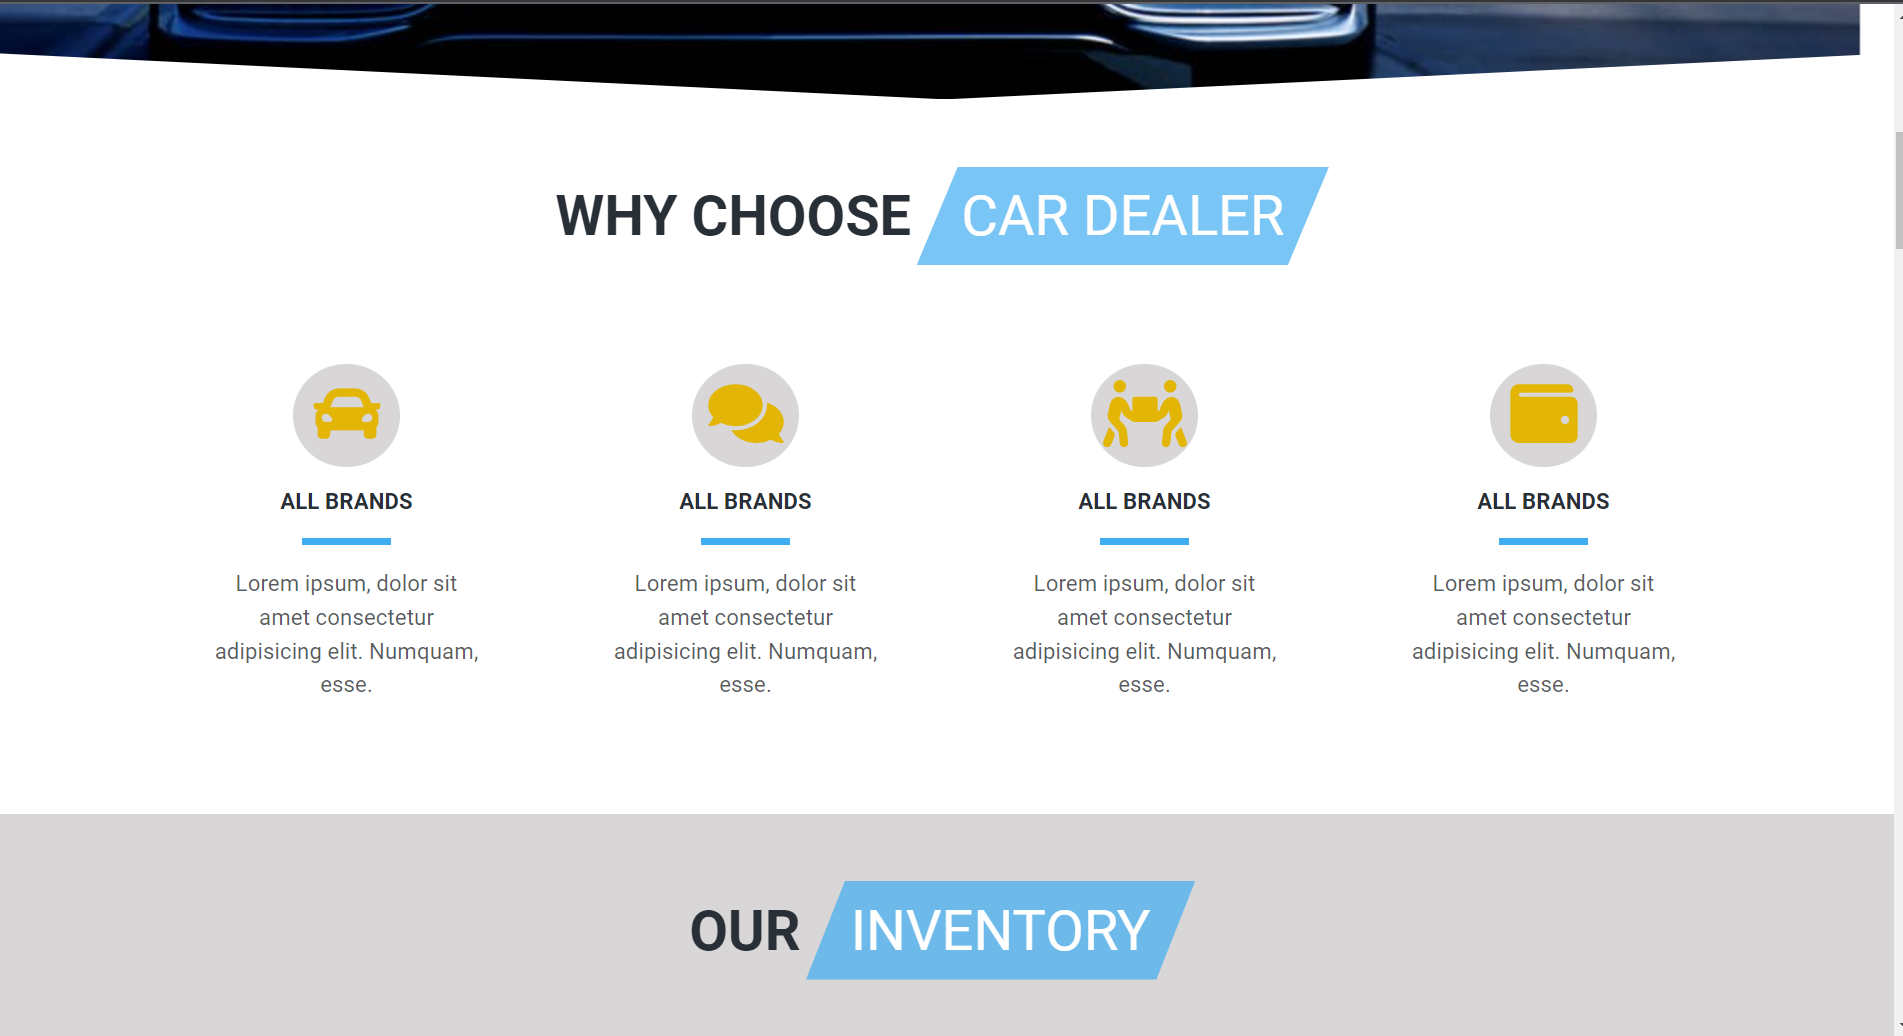 WHY CHOOSE CAR DEALER
ALL BRANDS
Lorem ipsum, dolor sit
amet consectetur
adipisicing elit. Numquam,
esse.
ALL BRANDS
Lorem ipsum, dolor sit
amet consectetur
adipisicing elit. Numquam,
esse.
ALL BRANDS
Lorem ipsum, dolor sit
amet consectetur
adipisicing elit. Numquam,
esse.
ALL BRANDS
Lorem ipsum, dolor sit
amet consectetur
adipisicing elit. Numquam,
esse.
OUR INVENTORY